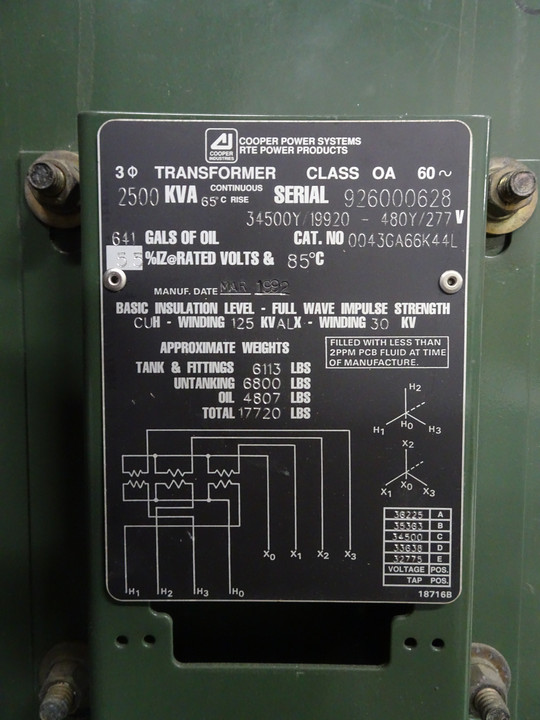 COOPER POWER SYSTEMS
COOPER INDUSTRIES
RTE POWER PRODUCTS
3Φ TRANSFORMER CLASS OA 60~
2500 KVA CONTINUOUS 65°C RISE SERIAL 926000628
34500Y/19920 - 480Y/277 V
641 GALS OF OIL CAT. NO 0043GA66K44L
%IZ@RATED VOLTS & 85°C
MANUF. DATE MAR 1992
BASIC INSULATION LEVEL - FULL WAVE IMPULSE STRENGTH
CUH - WINDING 125 KV ALX - WINDING 30 KV
APPROXIMATE WEIGHTS
TANK & FITTINGS 6113 LBS
UNTANKING 6800 LBS
OIL 4807 LBS
TOTAL 17720 LBS
FILLED WITH LESS THAN
2PPM PCB FLUID AT TIME
OF MANUFACTURE.
H2
H1 H0 H3
X2
X1 X0 X3
X0 X1 X2 X3
H1 H2 H3 H0
36225 A
35363 B
34500 C
33638 D
32775 E
VOLTAGE POS.
TAP POS.
18716B